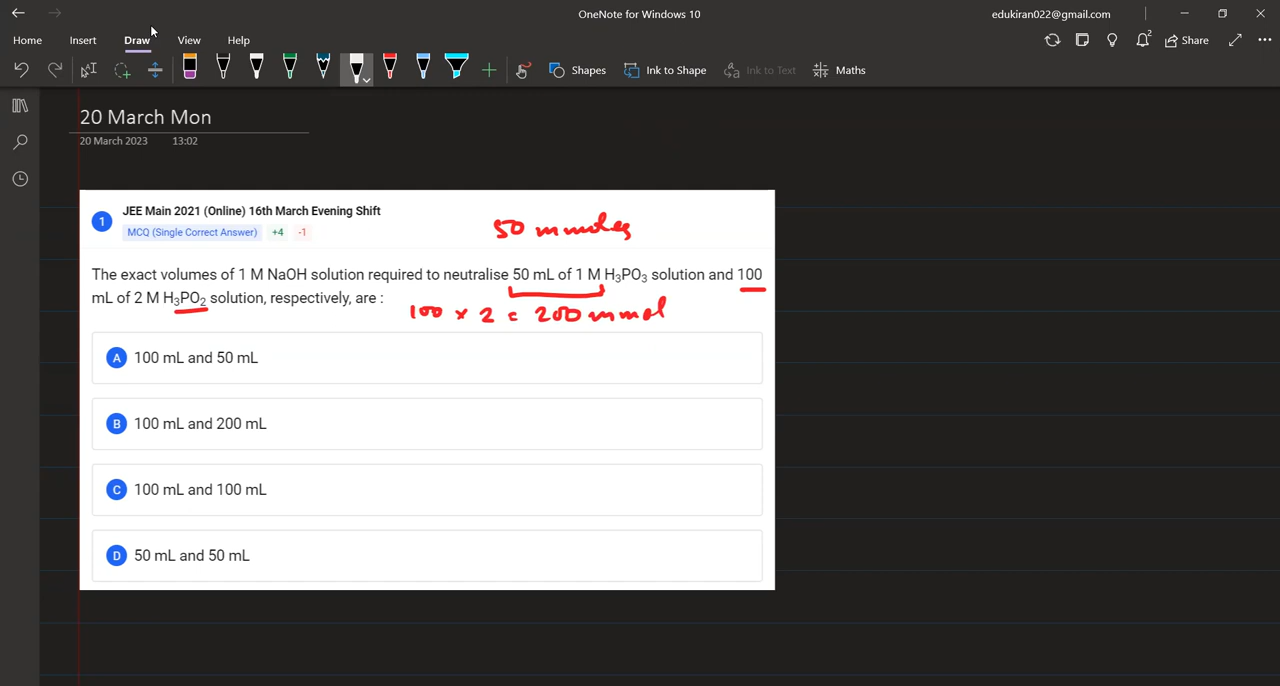 OneNote for Windows 10
edukiran022@gmail.com
Home Insert Draw View Help
Share
Shapes Ink to Shape Ink to Text Maths
20 March Mon
20 March 2023 13:02
1 JEE Main 2021 (Online) 16th March Evening Shift
MCQ (Single Correct Answer) +4 -1
50 mmoles
The exact volumes of 1 M NaOH solution required to neutralise 50 mL of 1 M H₃PO₃ solution and 100
mL of 2 M H₃PO₂ solution, respectively, are :
100 × 2 = 200 mmol
A 100 mL and 50 mL
B 100 mL and 200 mL
C 100 mL and 100 mL
D 50 mL and 50 mL